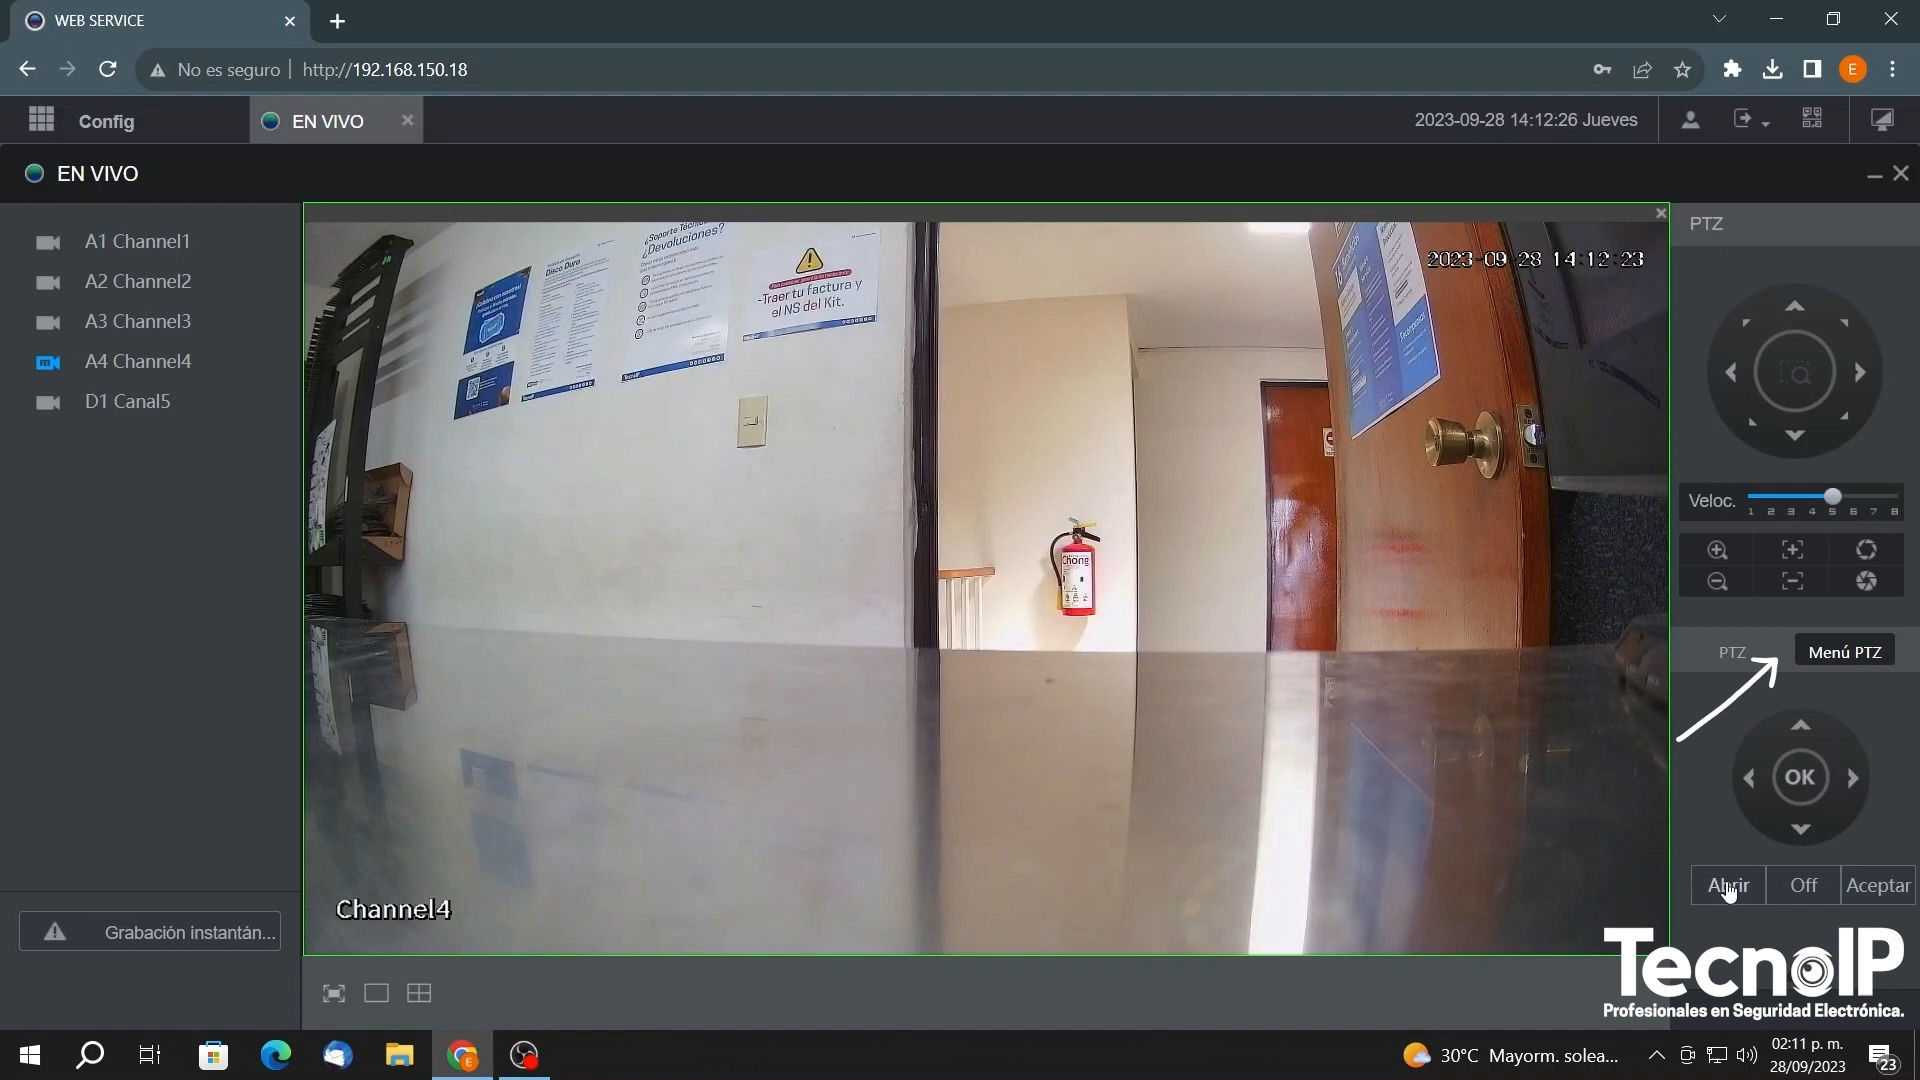 WEB SERVICE
No es seguro | http://192.168.150.18
E
Config
EN VIVO
2023-09-28 14:12:26 Jueves
EN VIVO
A1 Channel1
A2 Channel2
A3 Channel3
A4 Channel4
D1 Canal5
Grabación instantán...
¿Soporte Técnico
¿Devoluciones?
Disco Duro
-Traer tu factura y
el NS del Kit.
2023-09-28 14:12:23
Chong
Channel4
PTZ
Veloc.
1 2 3 4 5 6 7 8
PTZ
Menú PTZ
OK
Abrir
Off
Aceptar
TecnoIP
Profesionales en Seguridad Electrónica.
30°C Mayorm. solea...
02:11 p. m.
28/09/2023
23